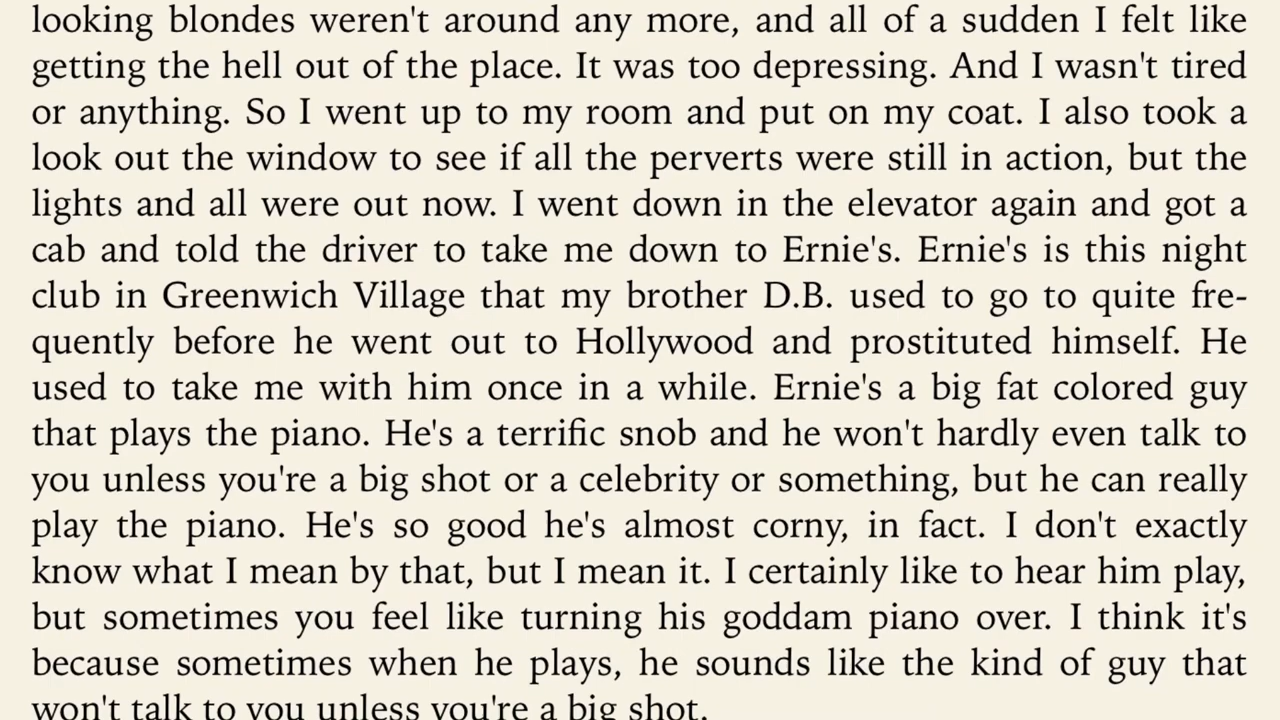 looking blondes weren't around any more, and all of a sudden I felt like
getting the hell out of the place. It was too depressing. And I wasn't tired
or anything. So I went up to my room and put on my coat. I also took a
look out the window to see if all the perverts were still in action, but the
lights and all were out now. I went down in the elevator again and got a
cab and told the driver to take me down to Ernie's. Ernie's is this night
club in Greenwich Village that my brother D.B. used to go to quite fre-
quently before he went out to Hollywood and prostituted himself. He
used to take me with him once in a while. Ernie's a big fat colored guy
that plays the piano. He's a terrific snob and he won't hardly even talk to
you unless you're a big shot or a celebrity or something, but he can really
play the piano. He's so good he's almost corny, in fact. I don't exactly
know what I mean by that, but I mean it. I certainly like to hear him play,
but sometimes you feel like turning his goddam piano over. I think it's
because sometimes when he plays, he sounds like the kind of guy that
won't talk to you unless you're a big shot.